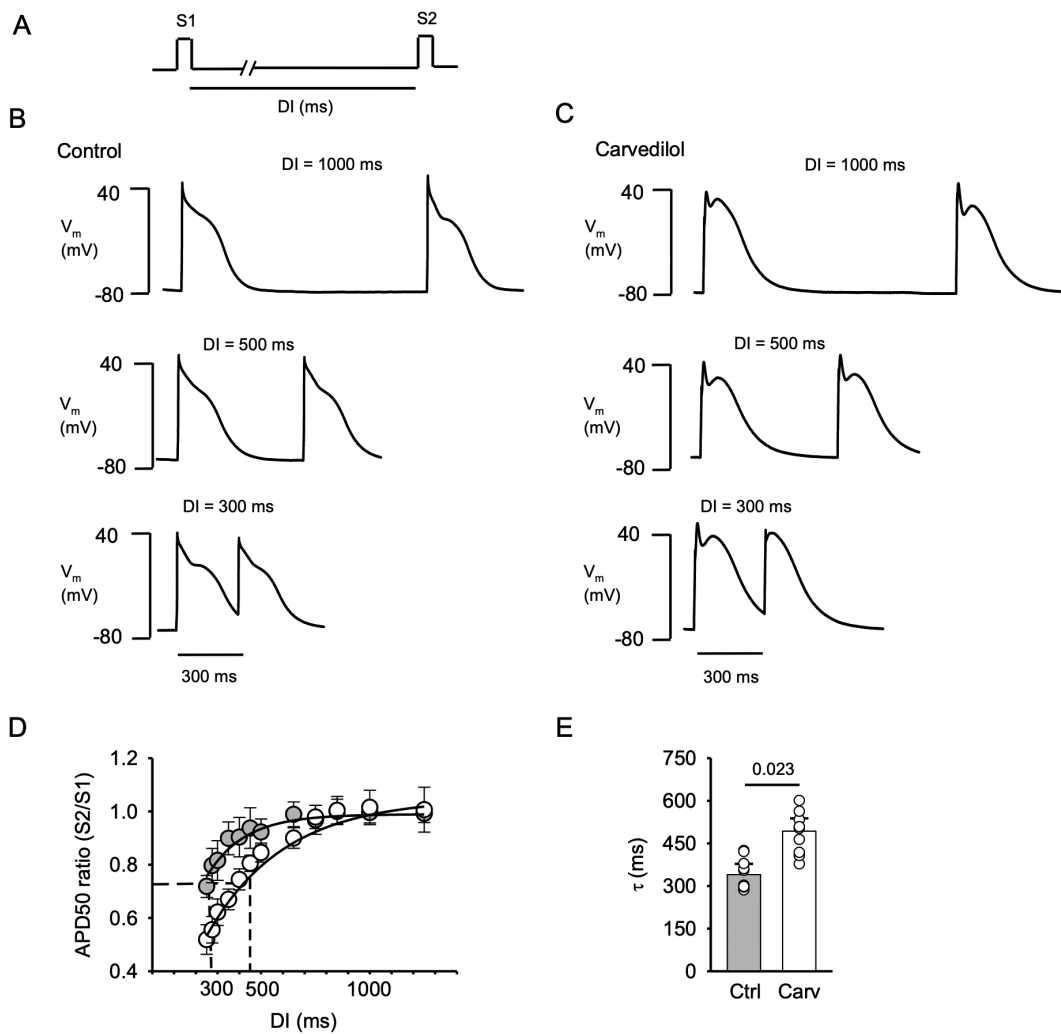 A
S1
S2
DI (ms)
B
Control
DI = 1000 ms
40
Vm
(mV)
-80
DI = 500 ms
40
Vm
(mV)
-80
DI = 300 ms
40
Vm
(mV)
-80
300 ms
C
Carvedilol
DI = 1000 ms
40
Vm
(mV)
-80
DI = 500 ms
40
Vm
(mV)
-80
DI = 300 ms
40
Vm
(mV)
-80
300 ms
D
APD50 ratio (S2/S1)
1.2
1.0
0.8
0.6
0.4
300 500 1000
DI (ms)
E
τ (ms)
750
600
450
300
150
0
0.023
Ctrl Carv